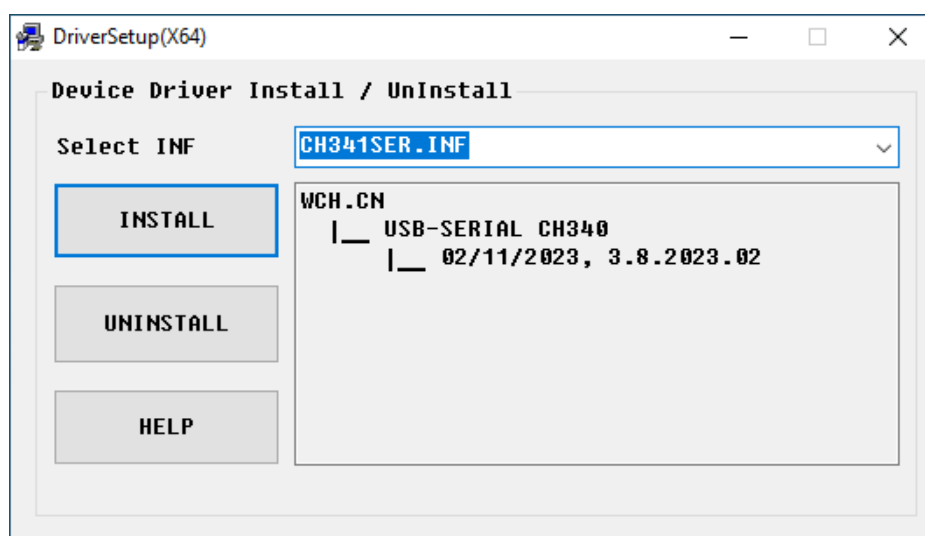 DriverSetup(X64)
Device Driver Install / UnInstall
Select INF
CH341SER.INF
INSTALL
WCH.CN
|__ USB-SERIAL CH340
|__ 02/11/2023, 3.8.2023.02
UNINSTALL
HELP